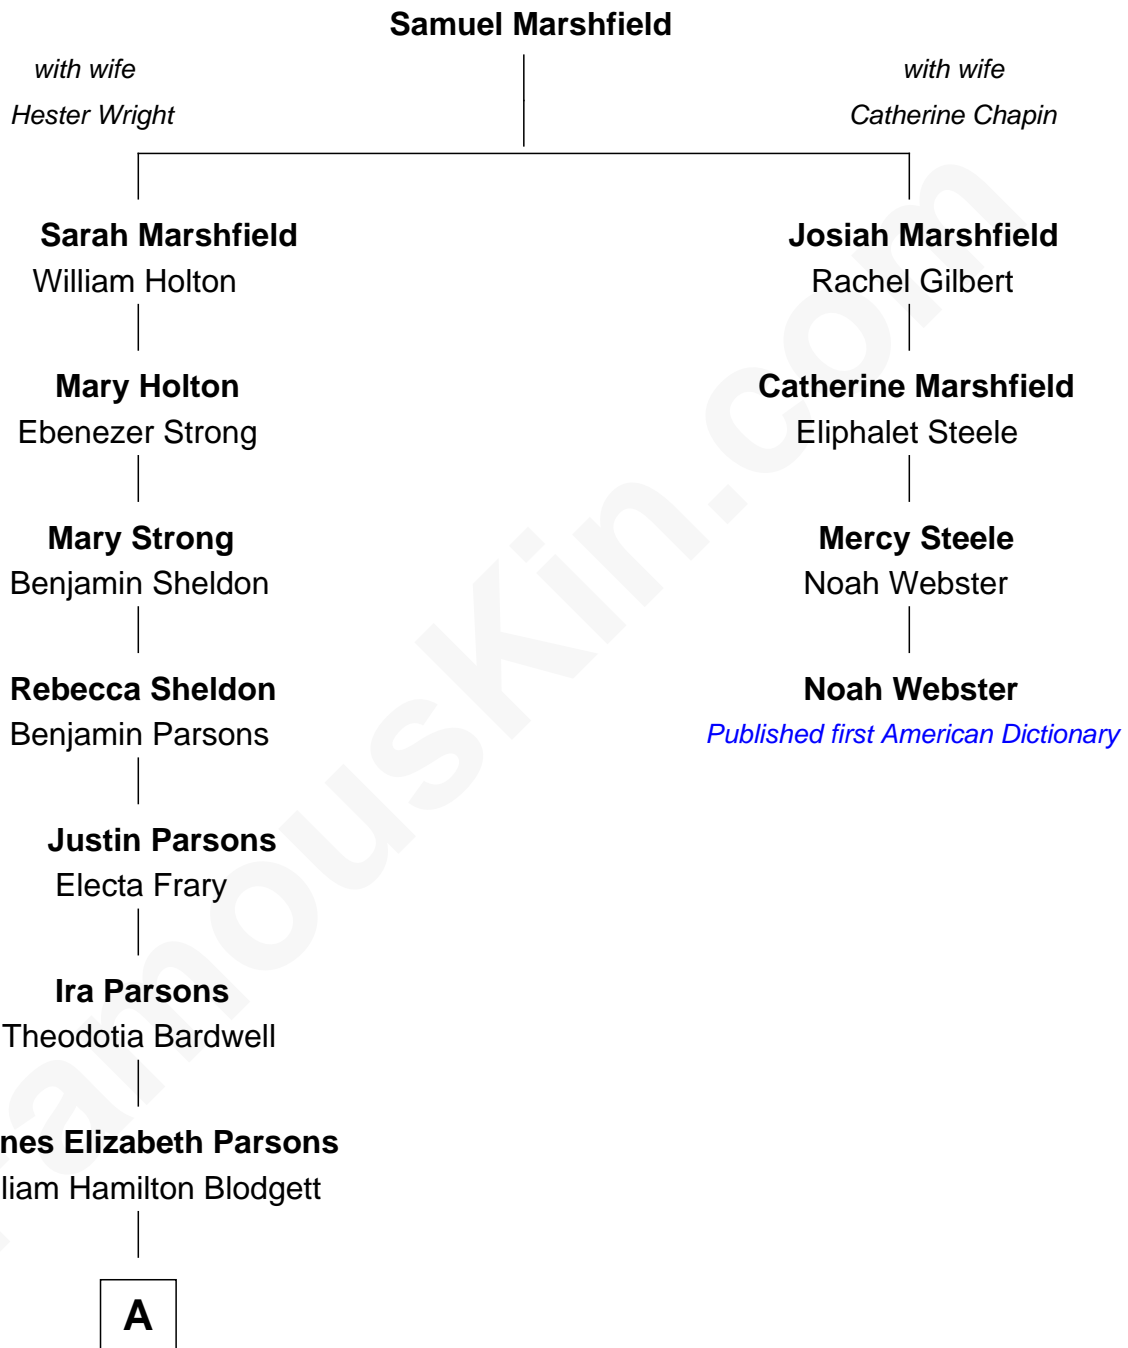 Samuel Marshfield
with wife
Hester Wright
with wife
Catherine Chapin
Sarah Marshfield
William Holton
Josiah Marshfield
Rachel Gilbert
Mary Holton
Ebenezer Strong
Catherine Marshfield
Eliphalet Steele
Mary Strong
Benjamin Sheldon
Mercy Steele
Noah Webster
Rebecca Sheldon
Benjamin Parsons
Noah Webster
Published first American Dictionary
Justin Parsons
Electa Frary
Ira Parsons
Theodotia Bardwell
nes Elizabeth Parsons
liam Hamilton Blodgett
A
FamousKin.com